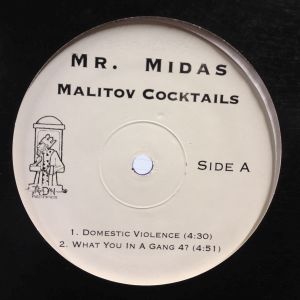 Mr. Midas
Malitov Cocktails
Side A
1. Domestic Violence (4:30)
2. What You In A Gang 4? (4:51)